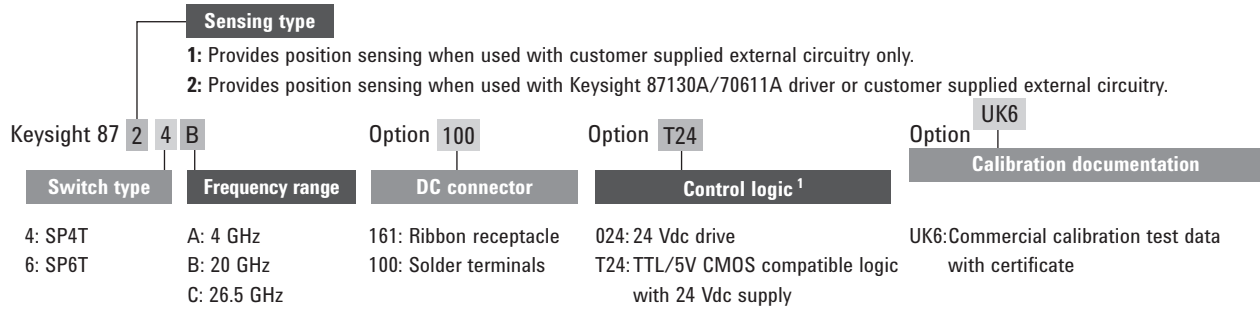 Sensing type
1: Provides position sensing when used with customer supplied external circuitry only.
2: Provides position sensing when used with Keysight 87130A/70611A driver or customer supplied external circuitry.
Keysight 87 2 4 B
Option 100
Option T24
Option UK6
Switch type
4: SP4T
6: SP6T
Frequency range
A: 4 GHz
B: 20 GHz
C: 26.5 GHz
DC connector
161: Ribbon receptacle
100: Solder terminals
Control logic 1
024: 24 Vdc drive
T24: TTL/5V CMOS compatible logic
with 24 Vdc supply
Calibration documentation
UK6:Commercial calibration test data
with certificate